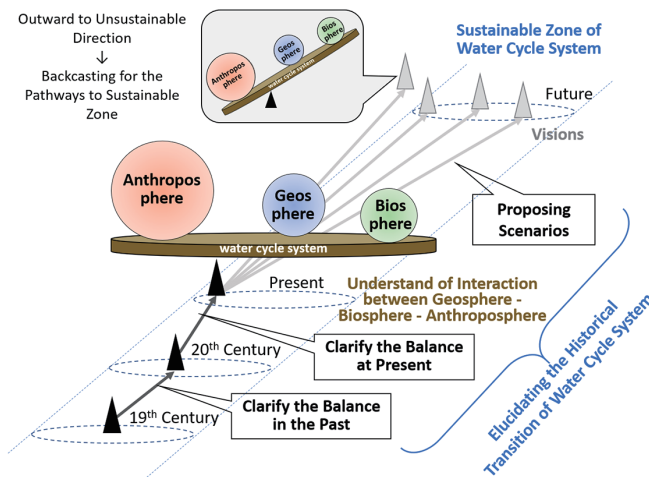 Outward to Unsustainable
Direction
↓
Backcasting for the
Pathways to Sustainable
Zone
Anthropos
phere
Geos
phere
Bios
phere
water cycle system
Sustainable Zone of
Water Cycle System
Future
Visions
Anthropos
phere
Geos
phere
Bios
phere
water cycle system
Proposing
Scenarios
Present
Understand of Interaction
between Geosphere -
Biosphere - Anthroposphere
20th Century
Clarify the Balance
at Present
19th Century
Clarify the Balance
in the Past
Elucidating the Historical
Transition of Water Cycle System